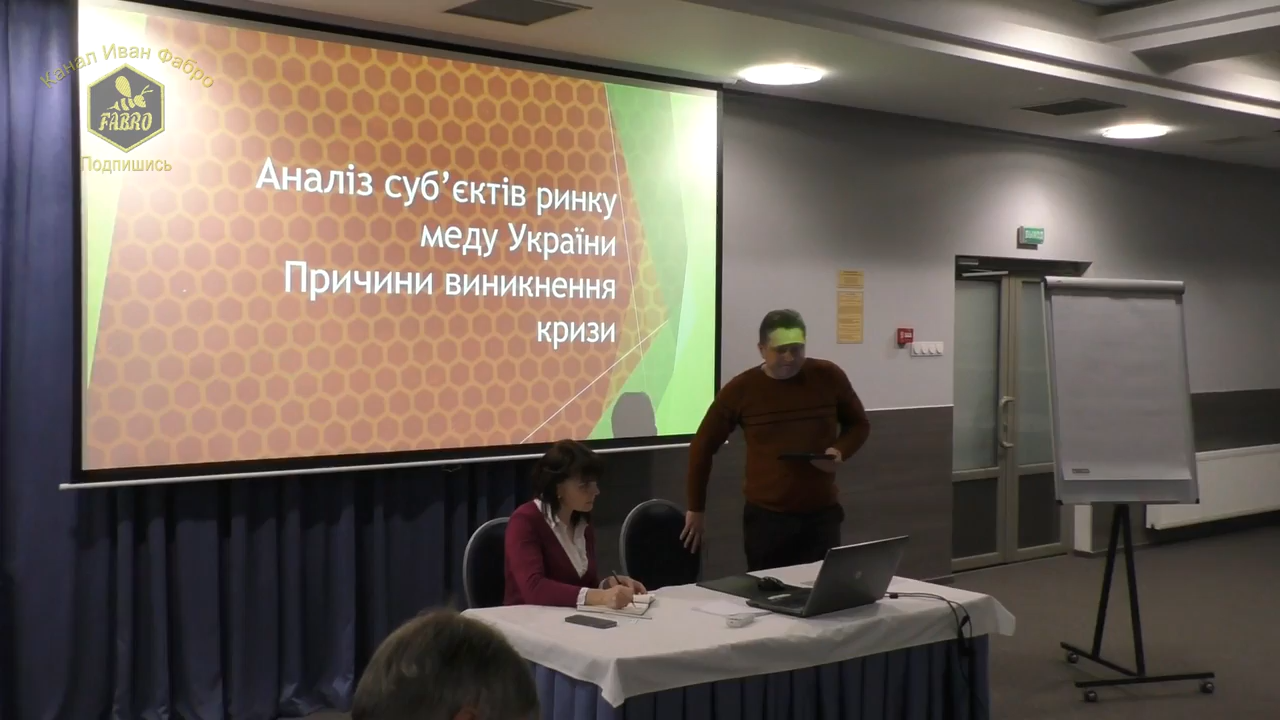 Канал Иван Фабро
FABRO
Подпишись
Аналіз суб’єктів ринку
меду України
Причини виникнення
кризи